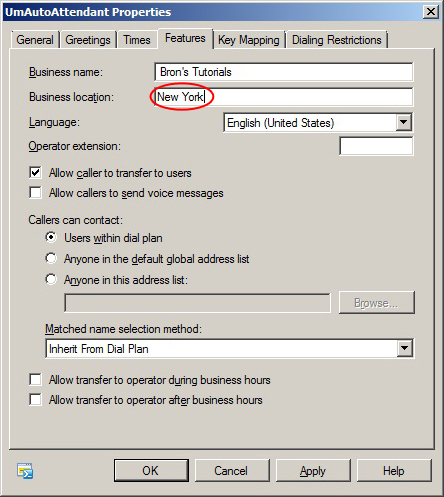 UmAutoAttendant Properties
General Greetings Times Features Key Mapping Dialing Restrictions
Business name: Bron's Tutorials
Business location: New York
Language: English (United States)
Operator extension:
Allow caller to transfer to users
Allow callers to send voice messages
Callers can contact:
Users within dial plan
Anyone in the default global address list
Anyone in this address list:
Browse...
Matched name selection method:
Inherit From Dial Plan
Allow transfer to operator during business hours
Allow transfer to operator after business hours
OK Cancel Apply Help